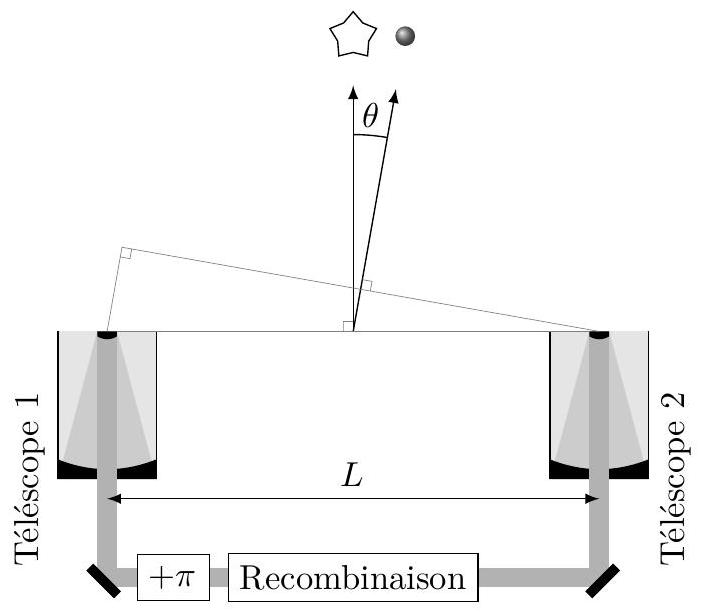 θ
Téléscope 1
Téléscope 2
L
+π
Recombinaison